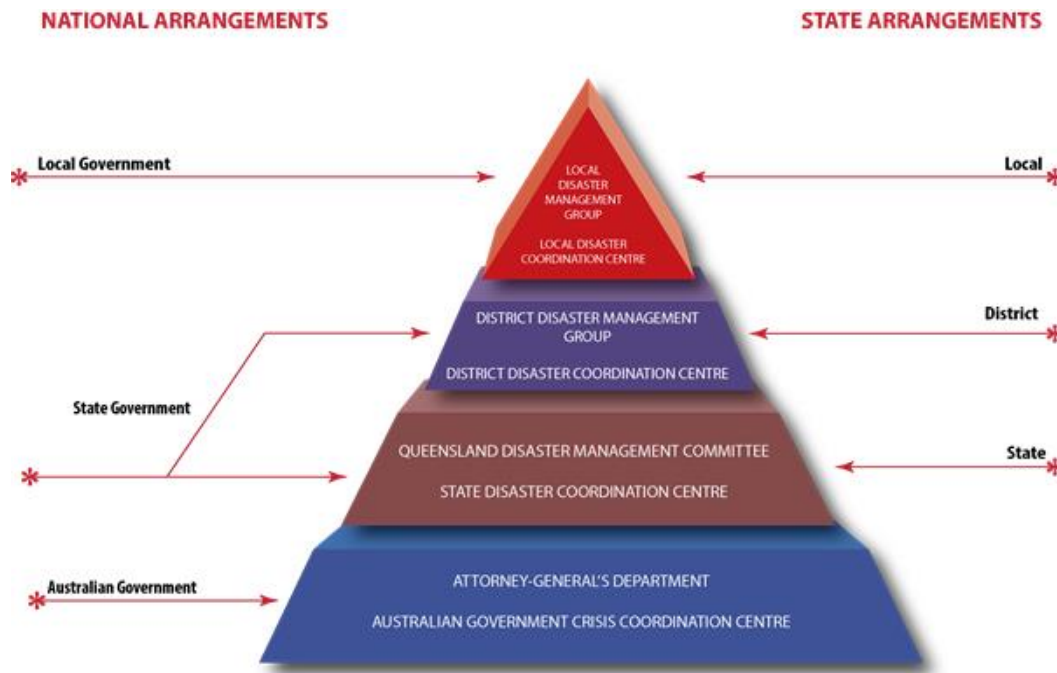 NATIONAL ARRANGEMENTS
STATE ARRANGEMENTS
Local Government
Local
LOCAL
DISASTER
MANAGEMENT
GROUP
LOCAL DISASTER
COORDINATION CENTRE
District
DISTRICT DISASTER MANAGEMENT
GROUP
DISTRICT DISASTER COORDINATION CENTRE
State Government
State
QUEENSLAND DISASTER MANAGEMENT COMMITTEE
STATE DISASTER COORDINATION CENTRE
Australian Government
ATTORNEY-GENERAL'S DEPARTMENT
AUSTRALIAN GOVERNMENT CRISIS COORDINATION CENTRE